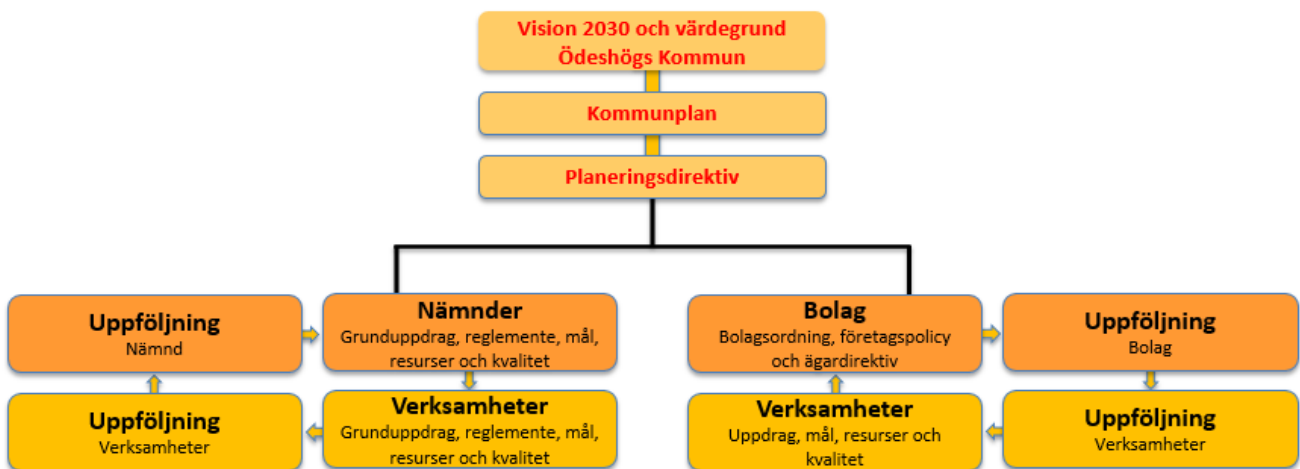 Vision 2030 och värdegrund
Ödeshögs Kommun
Kommunplan
Planeringsdirektiv
Uppföljning
Nämnd
Nämnder
Grunduppdrag, reglemente, mål,
resurser och kvalitet
Bolag
Bolagsordning, företagspolicy
och ägardirektiv
Uppföljning
Bolag
Uppföljning
Verksamheter
Verksamheter
Grunduppdrag, reglemente, mål,
resurser och kvalitet
Verksamheter
Uppdrag, mål, resurser och
kvalitet
Uppföljning
Verksamheter